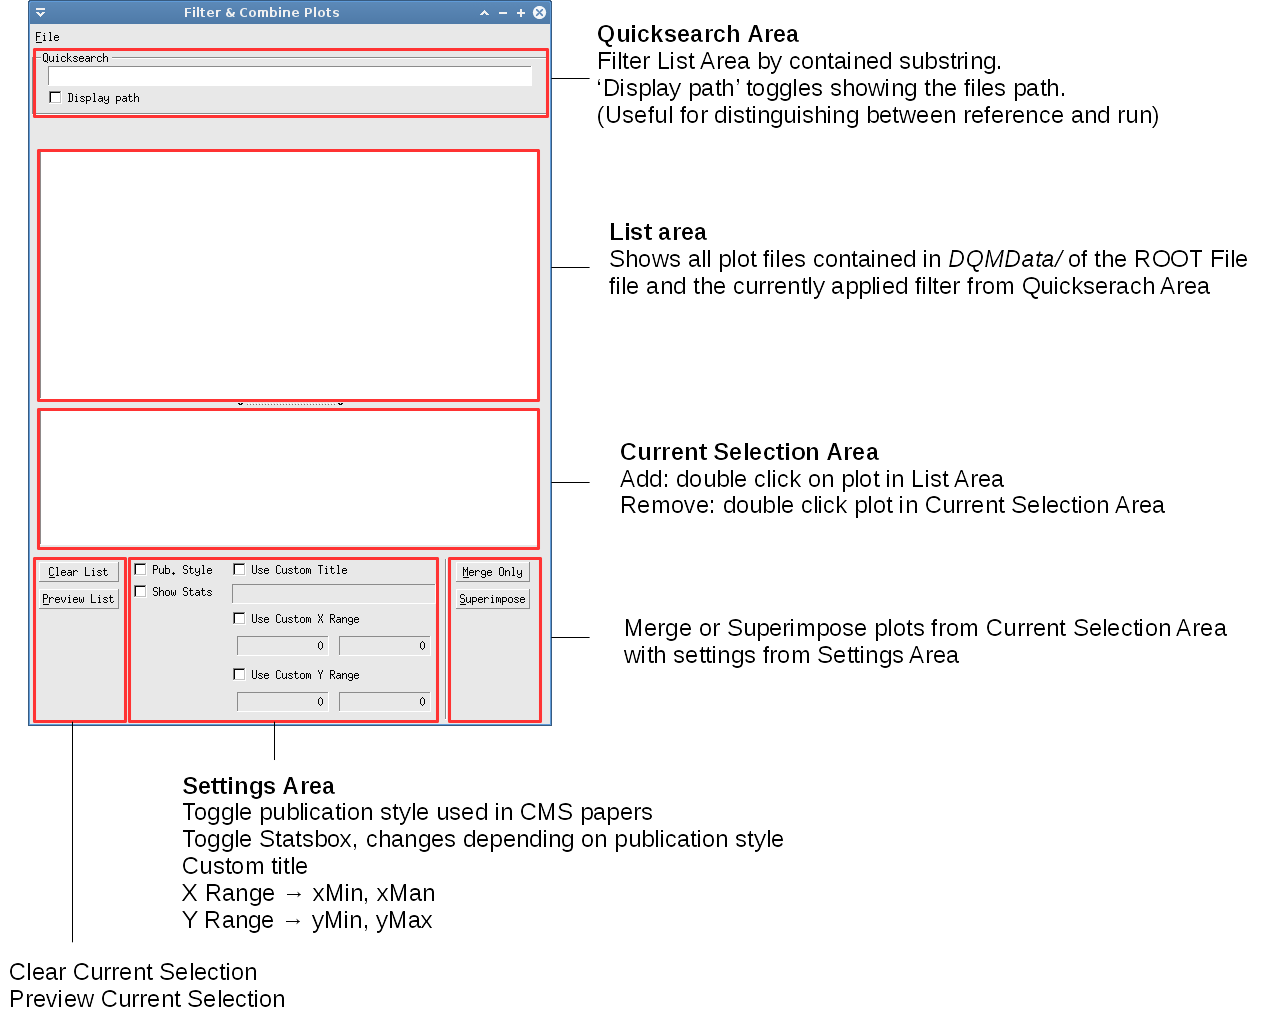 Filter & Combine Plots
File
Quicksearch
Display path
Quicksearch Area
Filter List Area by contained substring.
‘Display path’ toggles showing the files path.
(Useful for distinguishing between reference and run)
List area
Shows all plot files contained in DQMData/ of the ROOT File
file and the currently applied filter from Quickserach Area
Current Selection Area
Add: double click on plot in List Area
Remove: double click plot in Current Selection Area
Clear List
Preview List
Pub. Style
Show Stats
Use Custom Title
Use Custom X Range
0 0
Use Custom Y Range
0 0
Merge Only
Superimpose
Merge or Superimpose plots from Current Selection Area
with settings from Settings Area
Settings Area
Toggle publication style used in CMS papers
Toggle Statsbox, changes depending on publication style
Custom title
X Range → xMin, xMan
Y Range → yMin, yMax
Clear Current Selection
Preview Current Selection